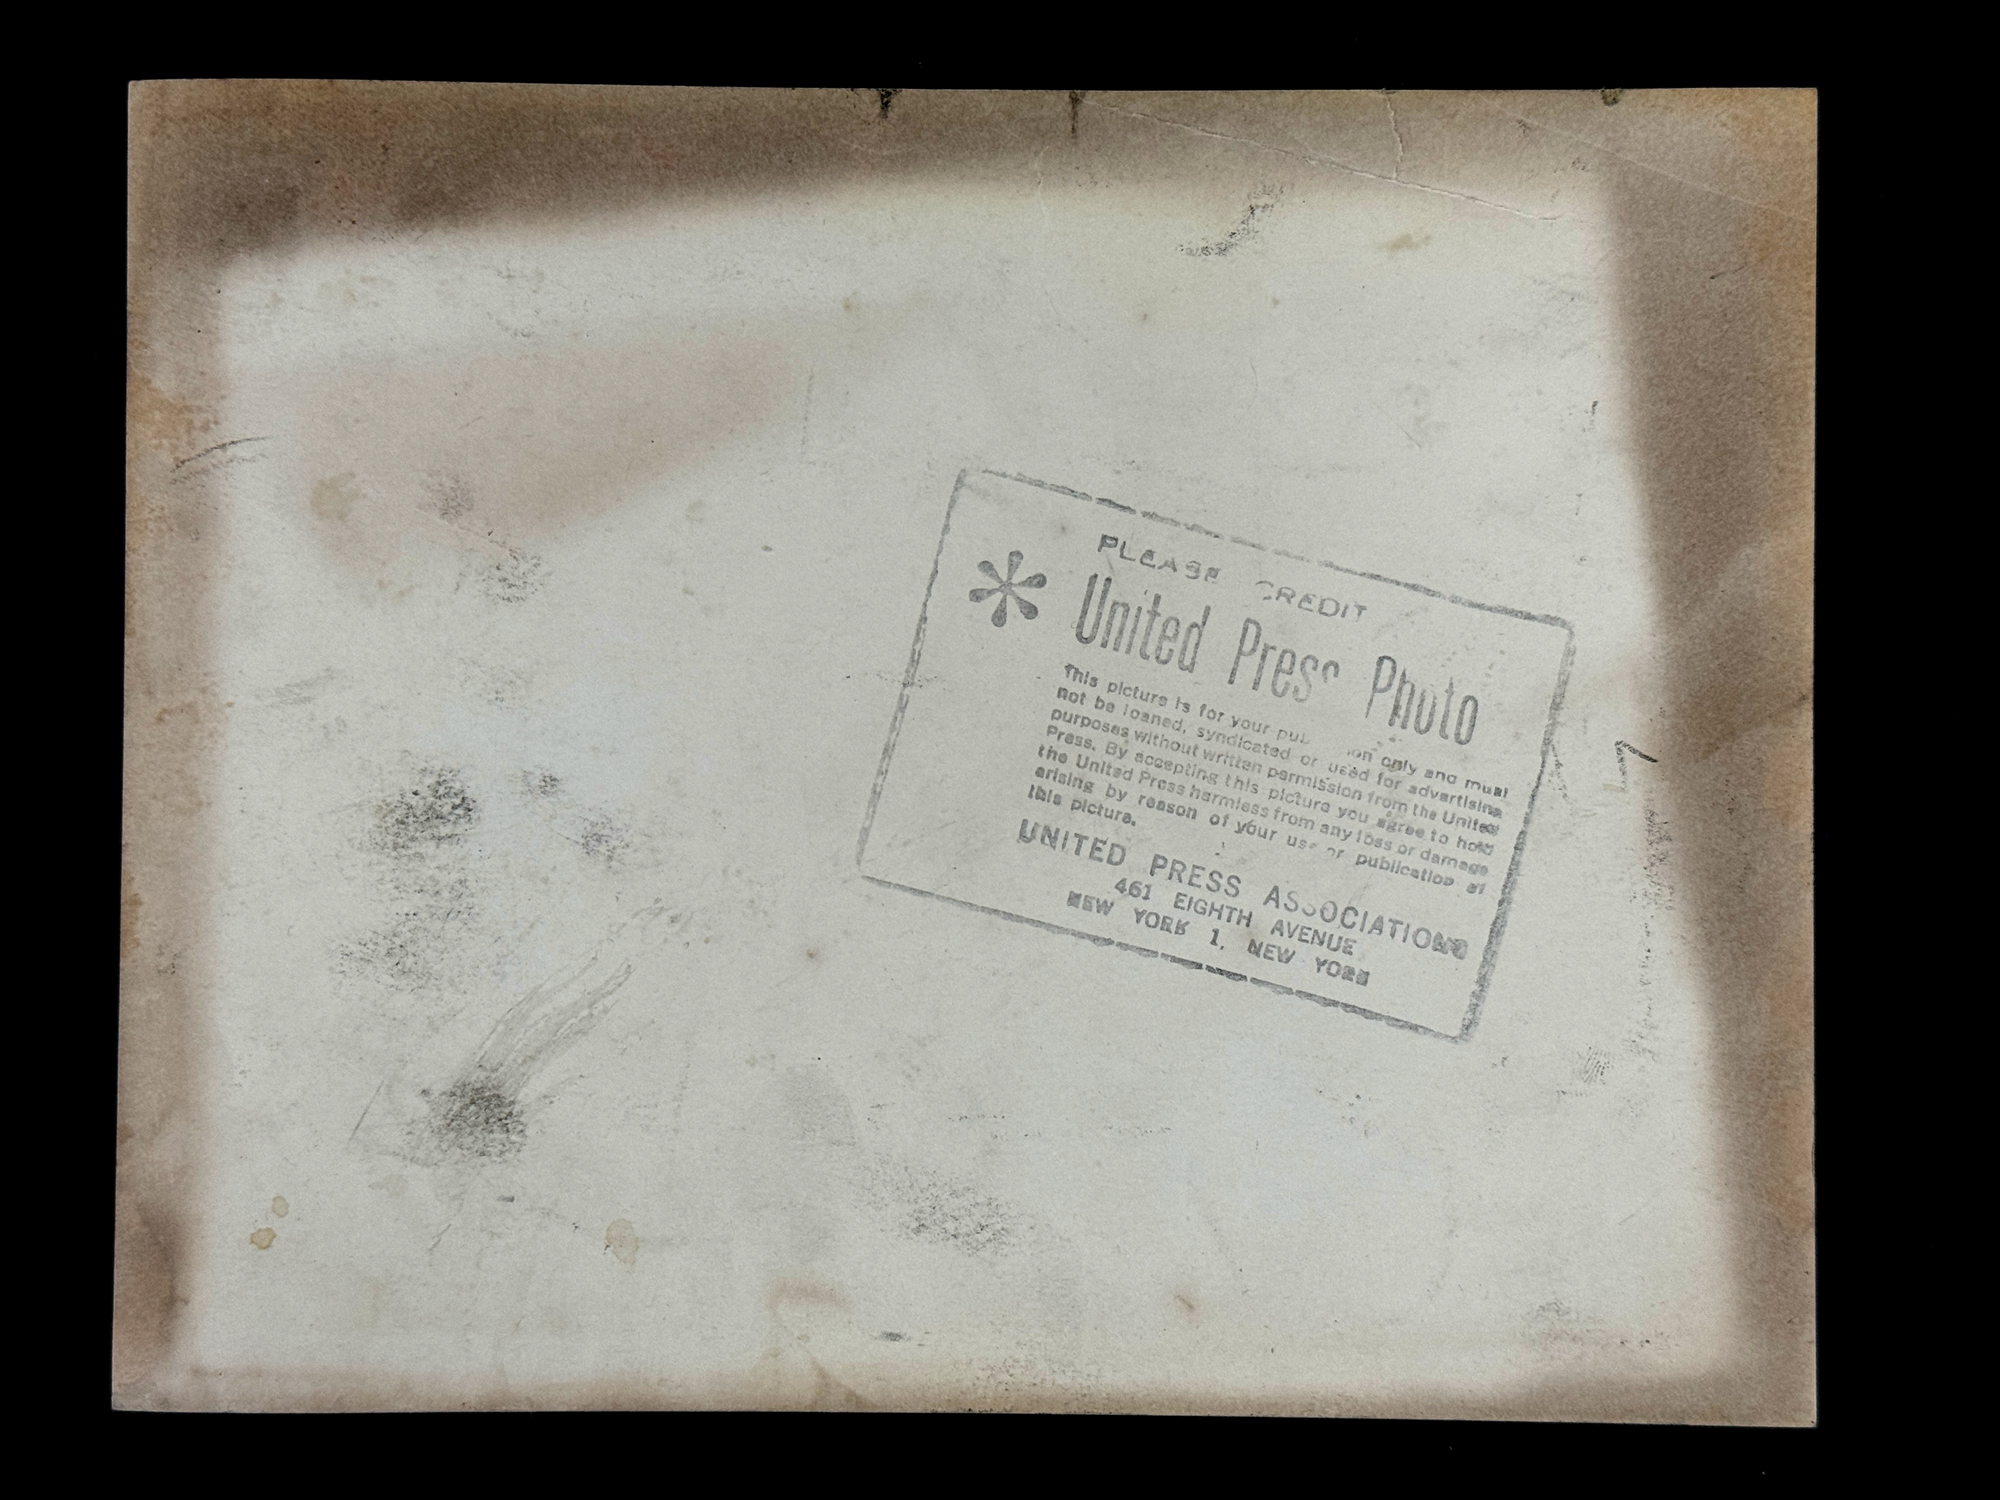 PLEASE CREDIT
* United Press Photo
This picture is for your only and must
not be loaned, syndicated or used for advertising
purposes without written permission from the United
Press. By accepting this picture you agree to hold
the United Press harmless from any loss or damage
arising by reason of your use or publication of
this picture.
UNITED PRESS ASSOCIATIONS
461 EIGHTH AVENUE
NEW YORK 1, NEW YORK